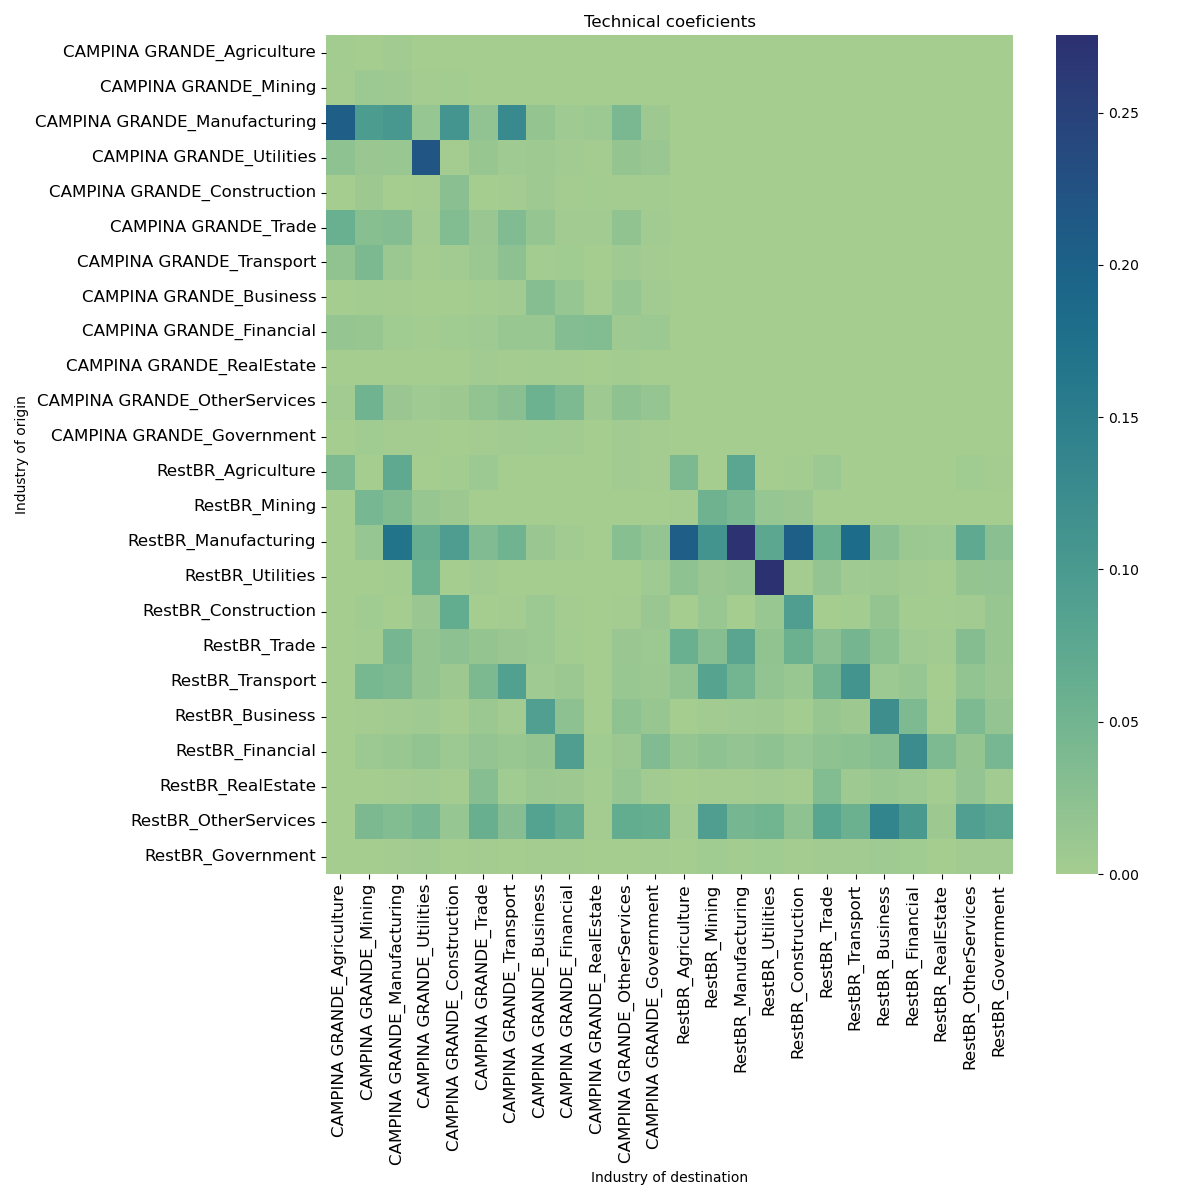 Technical coeficients
CAMPINA GRANDE_Agriculture
CAMPINA GRANDE_Mining
CAMPINA GRANDE_Manufacturing
CAMPINA GRANDE_Utilities
CAMPINA GRANDE_Construction
CAMPINA GRANDE_Trade
CAMPINA GRANDE_Transport
CAMPINA GRANDE_Business
CAMPINA GRANDE_Financial
CAMPINA GRANDE_RealEstate
CAMPINA GRANDE_OtherServices
CAMPINA GRANDE_Government
RestBR_Agriculture
RestBR_Mining
RestBR_Manufacturing
RestBR_Utilities
RestBR_Construction
RestBR_Trade
RestBR_Transport
RestBR_Business
RestBR_Financial
RestBR_RealEstate
RestBR_OtherServices
RestBR_Government
Industry of origin
CAMPINA GRANDE_Agriculture
CAMPINA GRANDE_Mining
CAMPINA GRANDE_Manufacturing
CAMPINA GRANDE_Utilities
CAMPINA GRANDE_Construction
CAMPINA GRANDE_Trade
CAMPINA GRANDE_Transport
CAMPINA GRANDE_Business
CAMPINA GRANDE_Financial
CAMPINA GRANDE_RealEstate
CAMPINA GRANDE_OtherServices
CAMPINA GRANDE_Government
RestBR_Agriculture
RestBR_Mining
RestBR_Manufacturing
RestBR_Utilities
RestBR_Construction
RestBR_Trade
RestBR_Transport
RestBR_Business
RestBR_Financial
RestBR_RealEstate
RestBR_OtherServices
RestBR_Government
Industry of destination
0.25
0.20
0.15
0.10
0.05
0.00